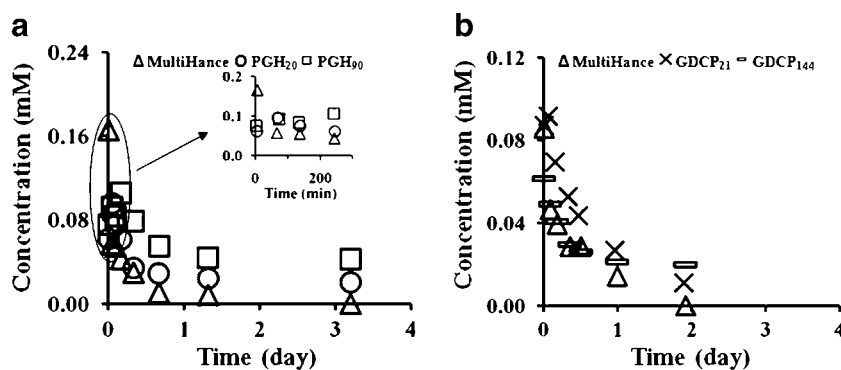 a
△ MultiHance ○ PGH20 □ PGH90
Concentration (mM)
0.24
0.16
0.08
0.00
0 1 2 3 4
Time (day)
0.2
0.1
0.0
0 200
Time (min)
b
△ MultiHance ✕ GDCP21 − GDCP144
Concentration (mM)
0.12
0.08
0.04
0.00
0 1 2 3 4
Time (day)